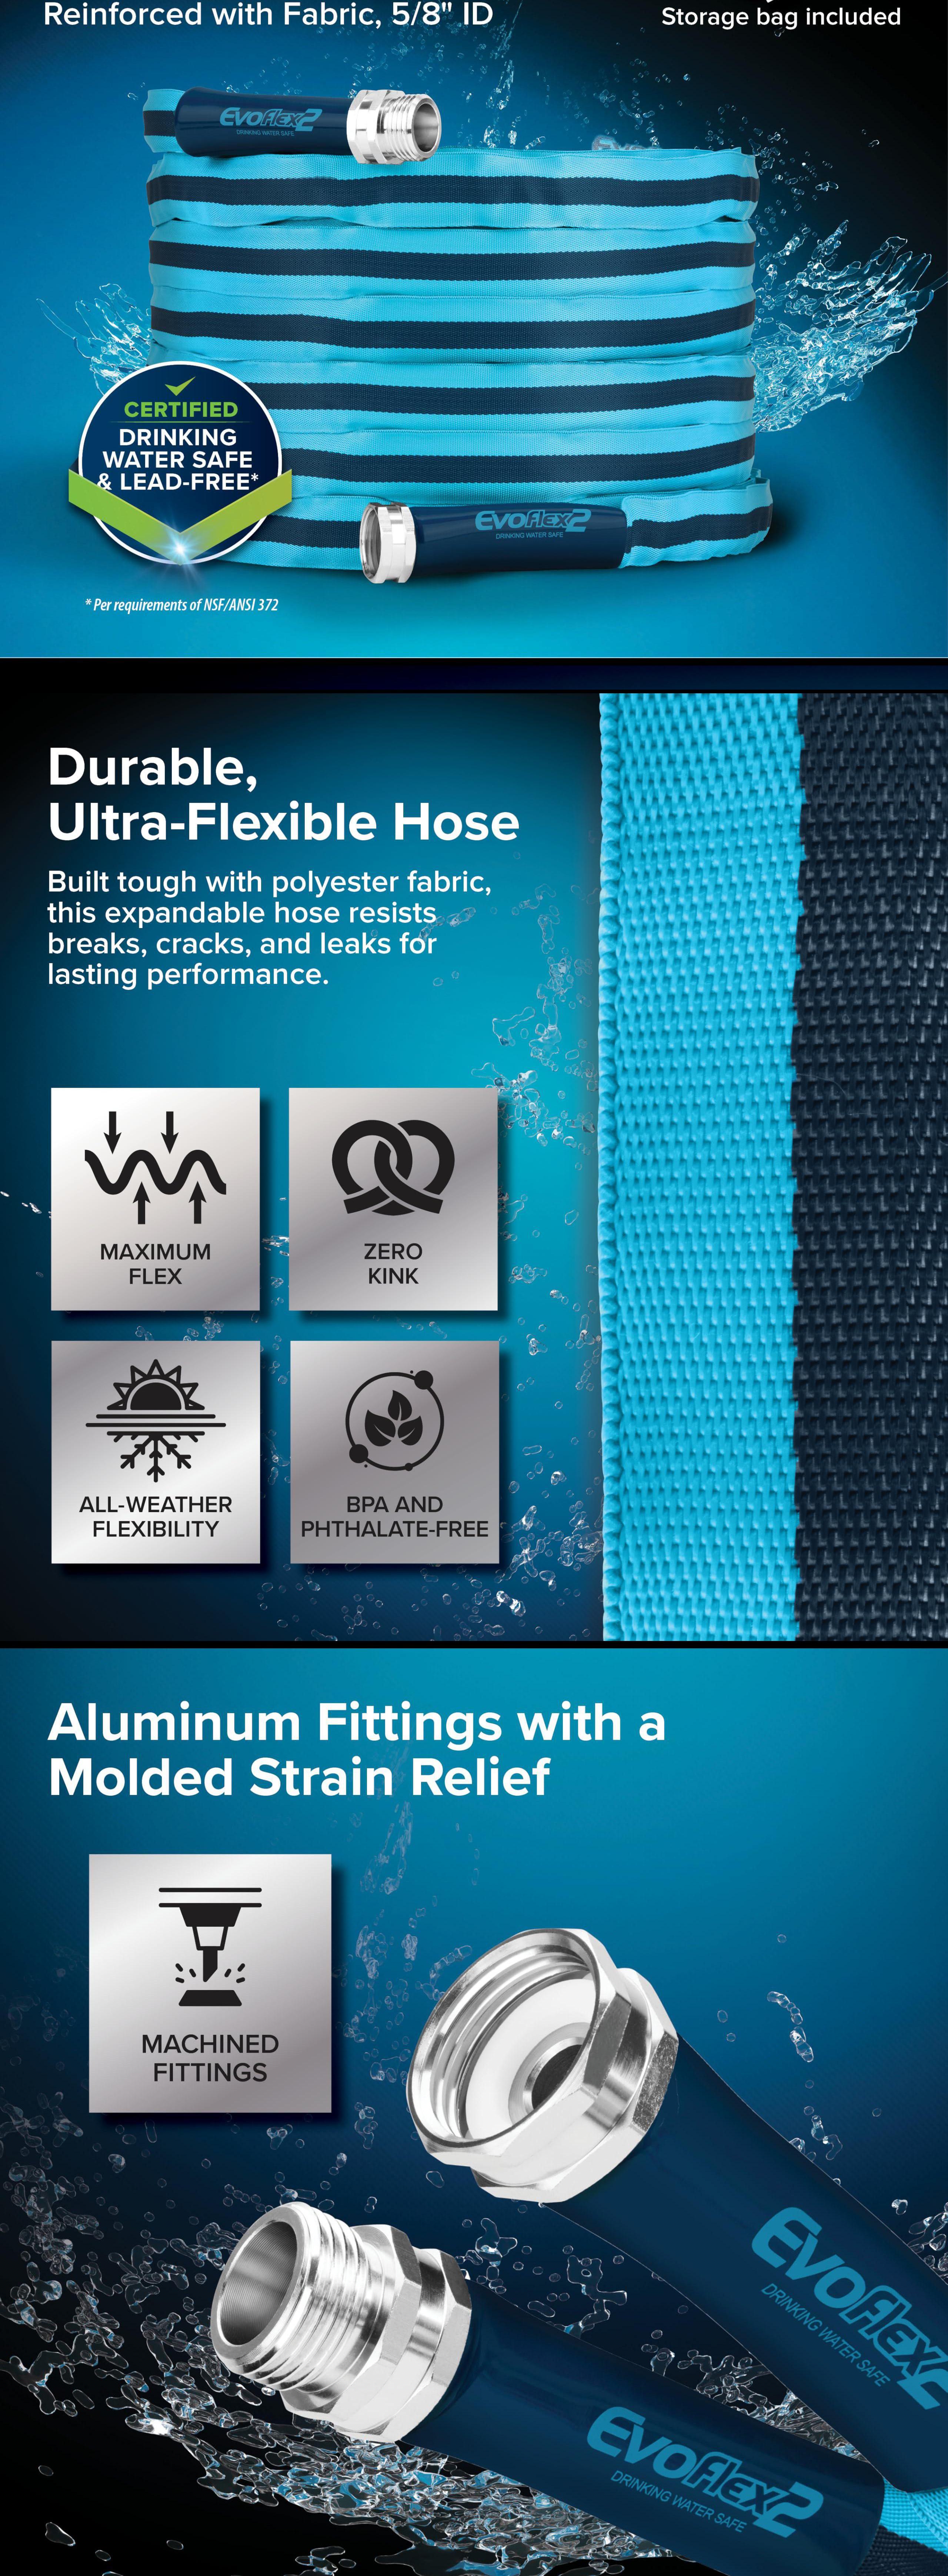 Reinforced with Fabric, 5/8" ID
Storage bag included
Evoflex2
DRINKING WATER SAFE
CERTIFIED
DRINKING
WATER SAFE
& LEAD-FREE*
Evoflex2
DRINKING WATER SAFE
* Per requirements of NSF/ANSI 372
Durable,
Ultra-Flexible Hose
Built tough with polyester fabric,
this expandable hose resists
breaks, cracks, and leaks for
lasting performance.
MAXIMUM
FLEX
ZERO
KINK
ALL-WEATHER
FLEXIBILITY
BPA AND
PHTHALATE-FREE
Aluminum Fittings with a
Molded Strain Relief
MACHINED
FITTINGS
Evoflex2
DRINKING WATER SAFE
Evoflex2
DRINKING WATER SAFE